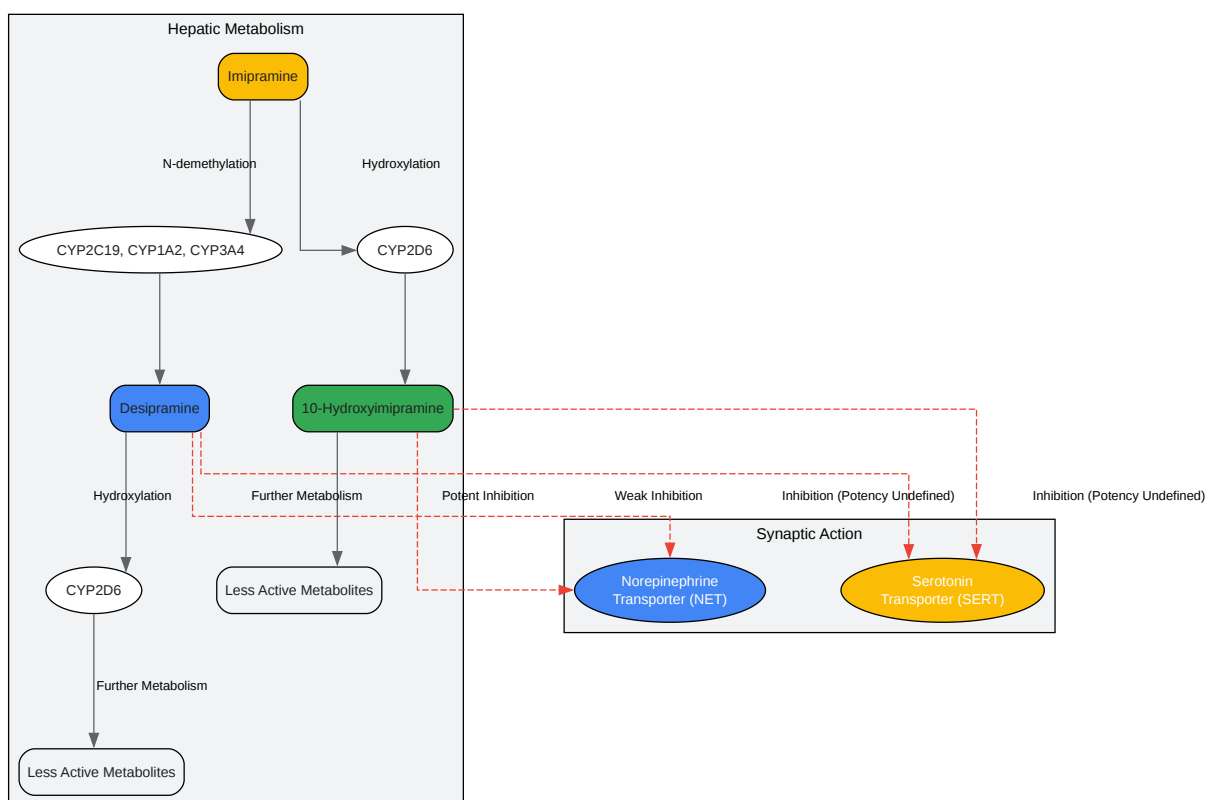 Hepatic Metabolism
Imipramine
N-demethylation
Hydroxylation
CYP2C19, CYP1A2, CYP3A4
CYP2D6
Desipramine
10-Hydroxyimipramine
Hydroxylation
Further Metabolism
Potent Inhibition
Weak Inhibition
Inhibition (Potency Undefined)
Inhibition (Potency Undefined)
Synaptic Action
CYP2D6
Less Active Metabolites
Norepinephrine
Transporter (NET)
Serotonin
Transporter (SERT)
Further Metabolism
Less Active Metabolites